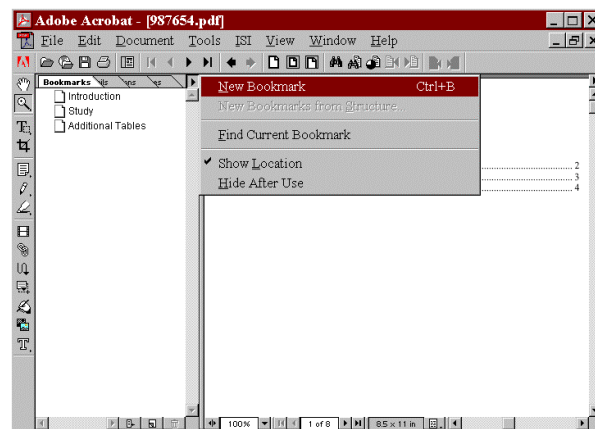 Adobe Acrobat - [987654.pdf]
File Edit Document Tools ISI View Window Help
Bookmarks
Introduction
Study
Additional Tables
New Bookmark Ctrl+B
New Bookmarks from Structure...
Find Current Bookmark
✔ Show Location
Hide After Use
2
3
4
100% 1 of 8 8.5 x 11 in